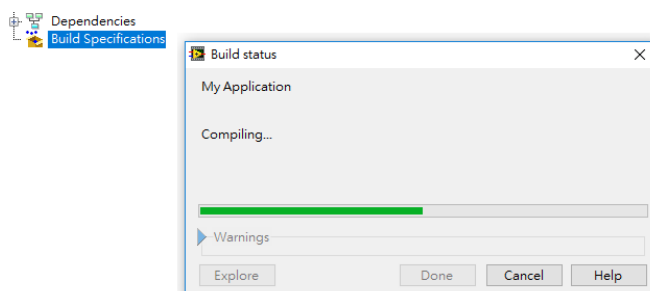 Dependencies
Build Specifications
Build status
My Application
Compiling...
Warnings
Explore Done Cancel Help